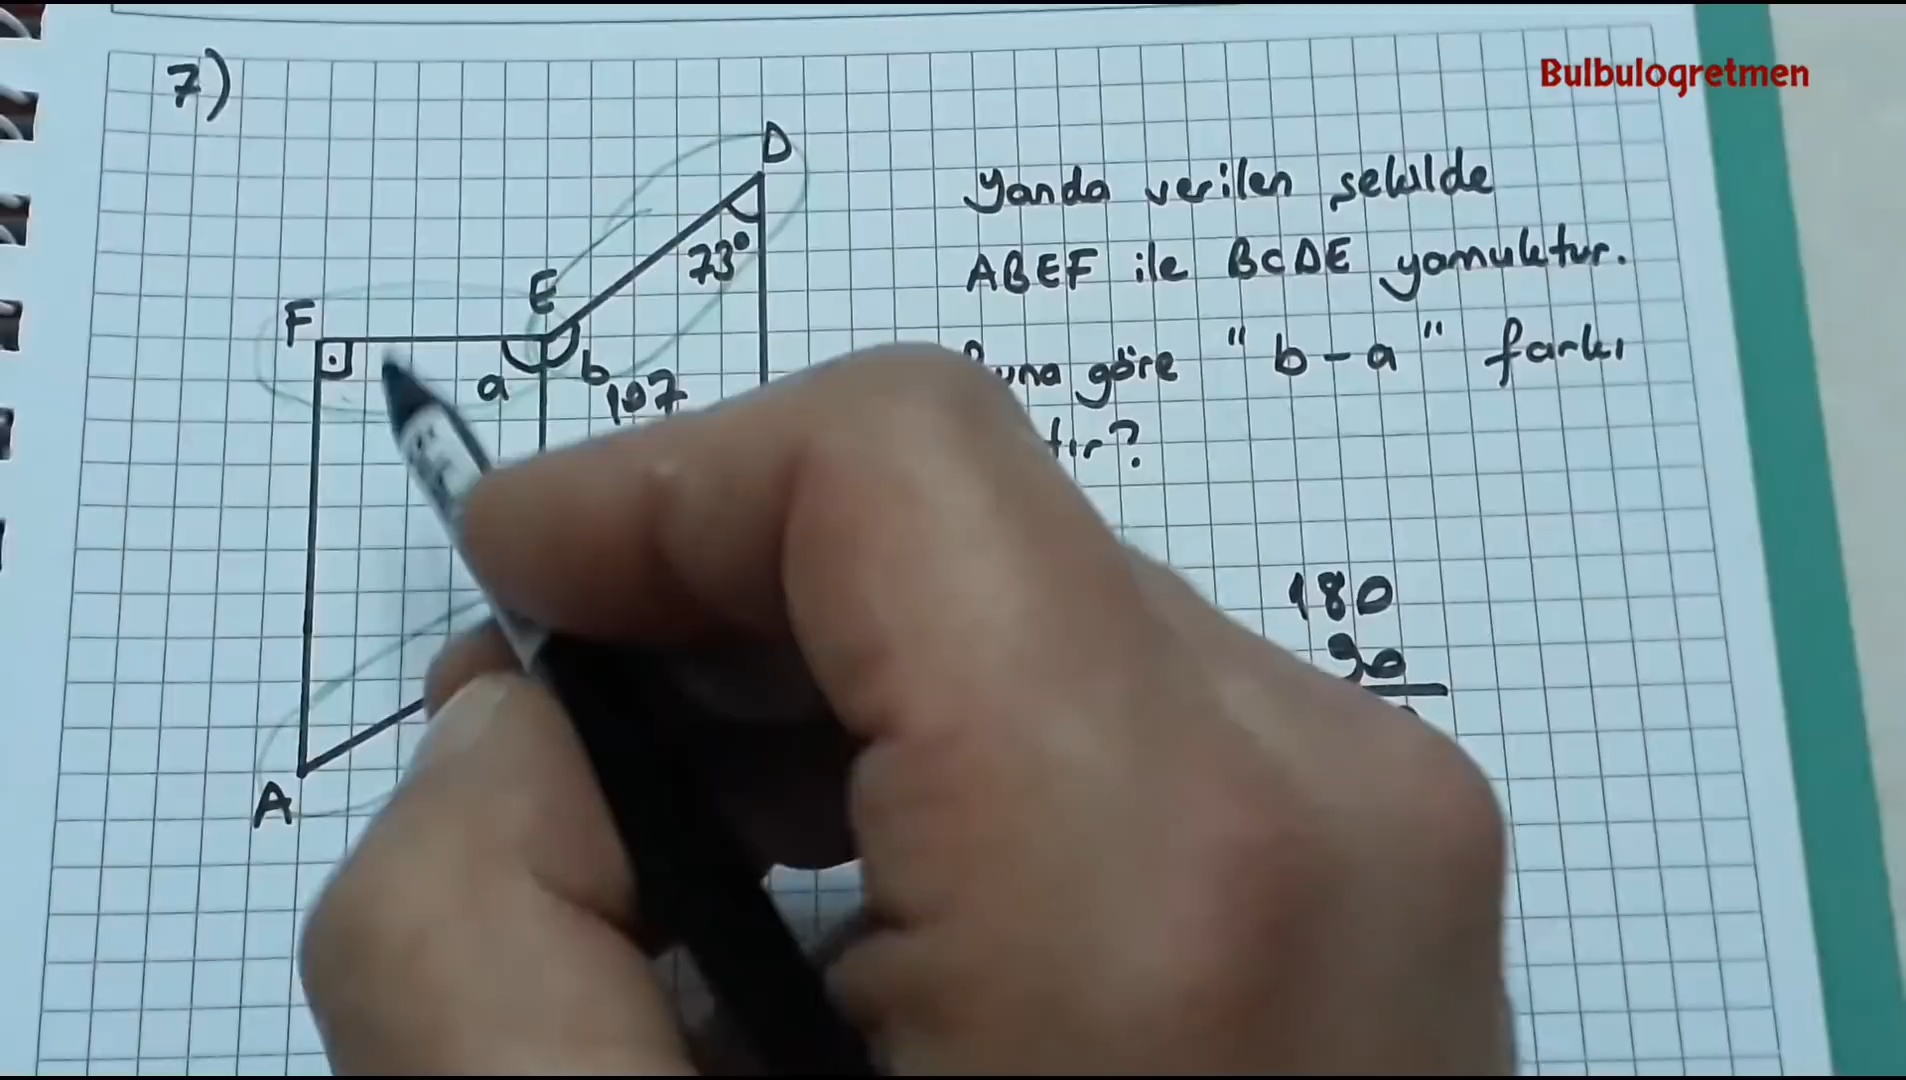 Bulbulogretmen
7)
D
Yanda verilen şekilde
73°
ABEF ile BCDE yamuktur.
E
F
göre "b-a" farkı
a
b
107
180
90
A